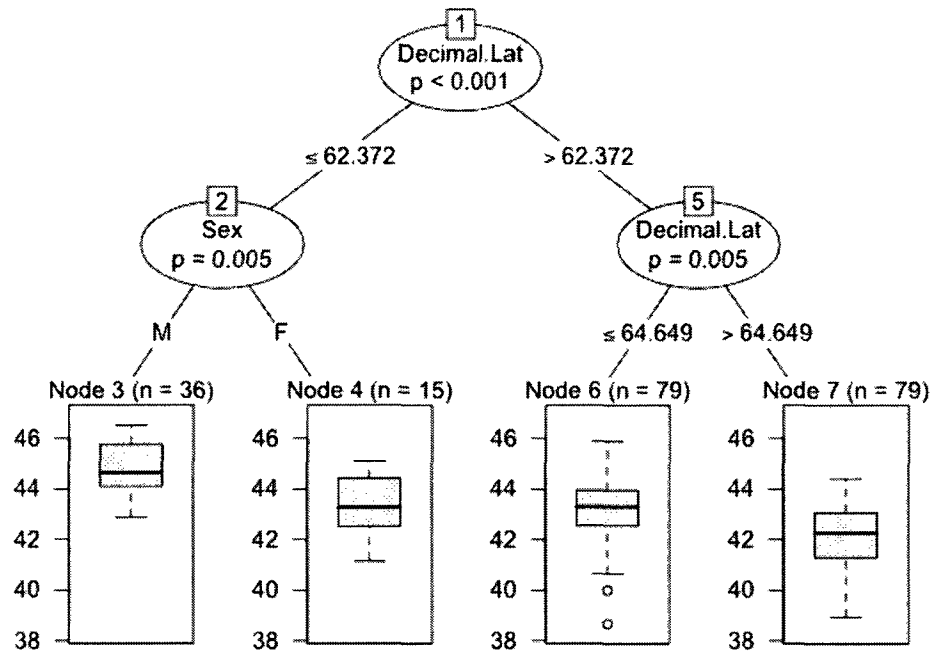 1
Decimal.Lat
p < 0.001
≤ 62.372
> 62.372
2
Sex
p = 0.005
5
Decimal.Lat
p = 0.005
M
F
≤ 64.649
> 64.649
Node 3 (n = 36)
Node 4 (n = 15)
Node 6 (n = 79)
Node 7 (n = 79)
46
44
42
40
38
46
44
42
40
38
46
44
42
40
38
46
44
42
40
38